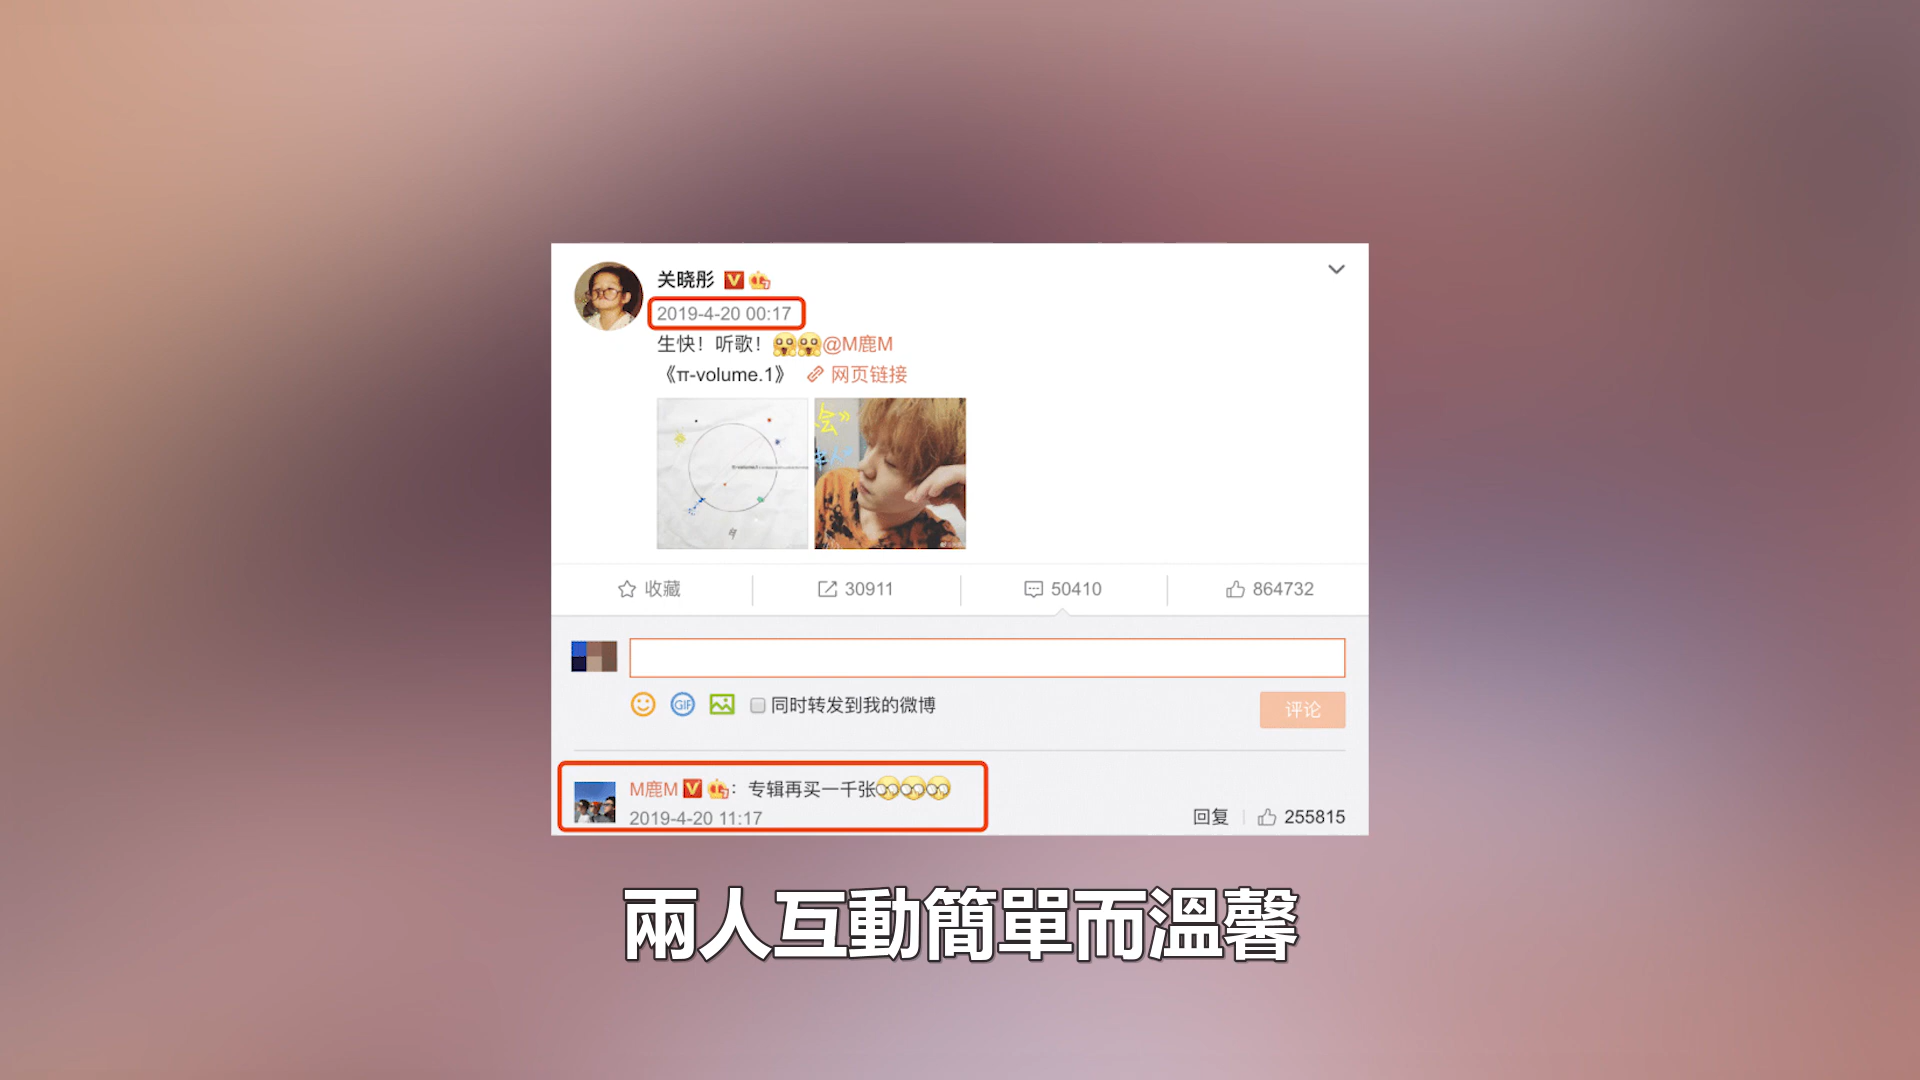 关晓彤
2019-4-20 00:17
生快！听歌！@M鹿M
《π-volume.1》 网页链接
绘》
收藏 30911 50410 864732
GIF 同时转发到我的微博 评论
M鹿M：专辑再买一千张
2019-4-20 11:17 回复 255815
兩人互動簡單而溫馨